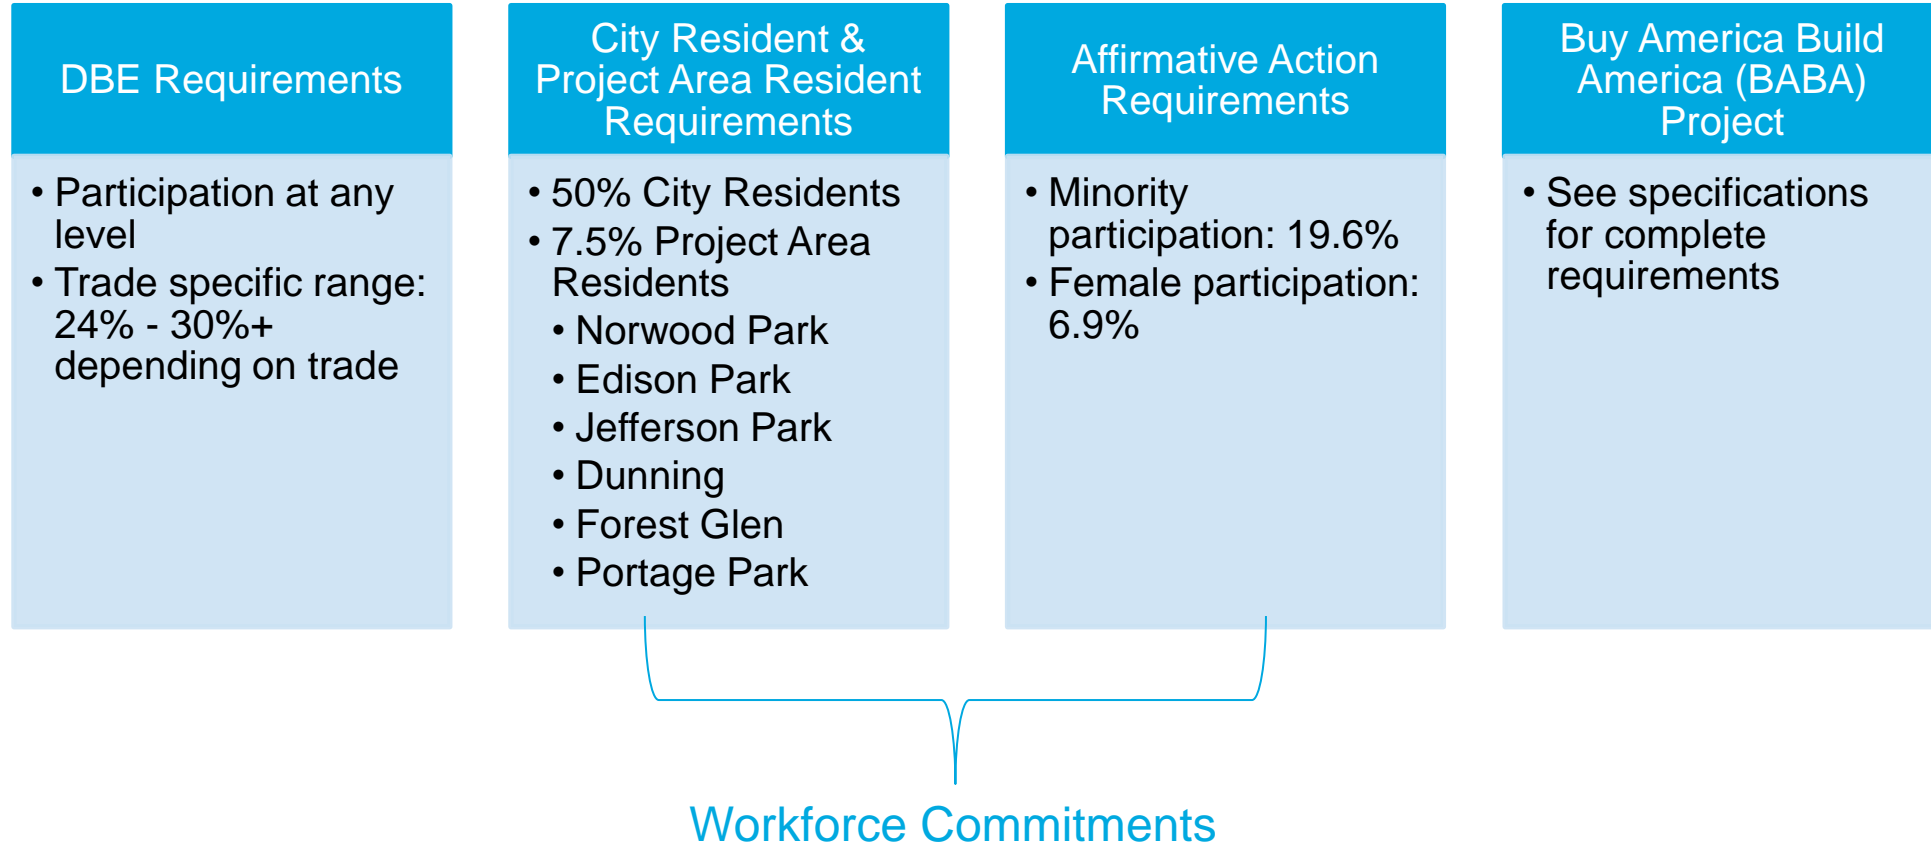 DBE Requirements
• Participation at any
level
• Trade specific range:
24% - 30%+
depending on trade
City Resident &
Project Area Resident
Requirements
• 50% City Residents
• 7.5% Project Area
Residents
• Norwood Park
• Edison Park
• Jefferson Park
• Dunning
• Forest Glen
• Portage Park
Affirmative Action
Requirements
• Minority
participation: 19.6%
• Female participation:
6.9%
Buy America Build
America (BABA)
Project
• See specifications
for complete
requirements
Workforce Commitments